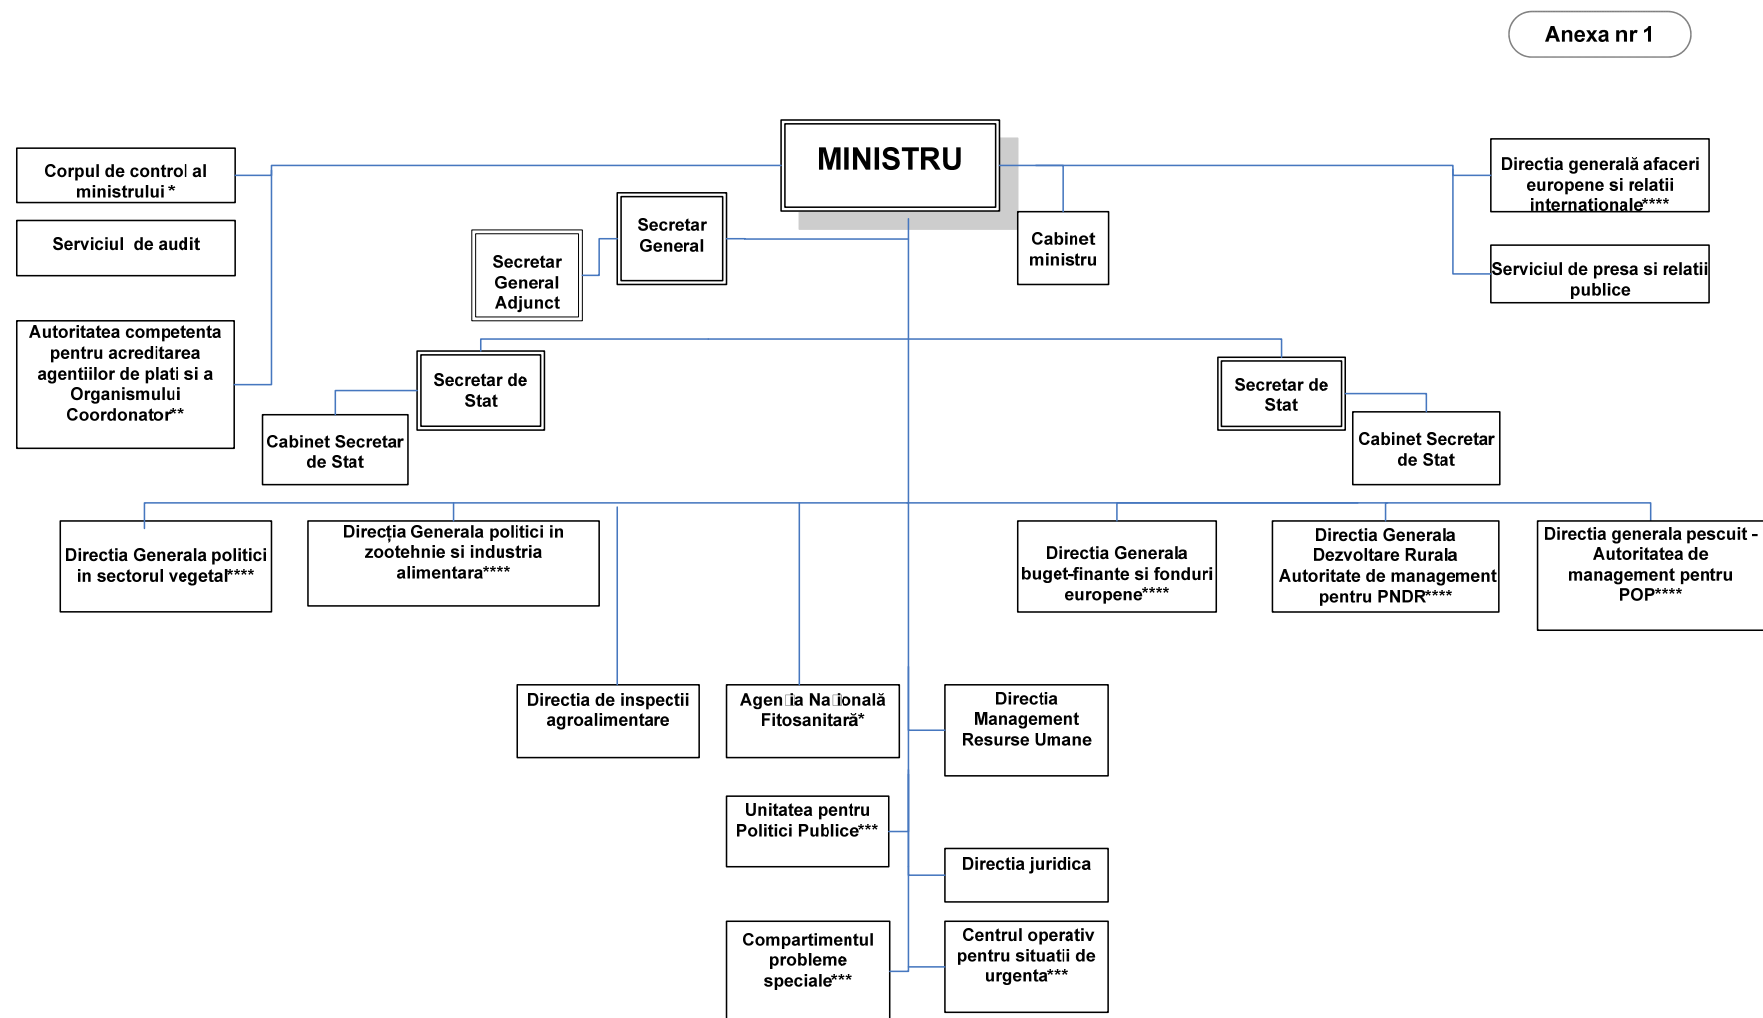 Anexa nr 1
MINISTRU
Corpul de control al
ministrului *
Serviciul de audit
Autoritatea competenta
pentru acreditarea
agentiilor de plati si a
Organismului
Coordonator**
Secretar
General
Secretar
General
Adjunct
Cabinet
ministru
Directia generală afaceri
europene si relatii
internationale****
Serviciul de presa si relatii
publice
Secretar de
Stat
Cabinet Secretar
de Stat
Secretar de
Stat
Cabinet Secretar
de Stat
Directia Generala politici
in sectorul vegetal****
Direcția Generala politici in
zootehnie si industria
alimentara****
Directia Generala
buget-finante si fonduri
europene****
Directia Generala
Dezvoltare Rurala
Autoritate de management
pentru PNDR****
Directia generala pescuit -
Autoritatea de
management pentru
POP****
Directia de inspectii
agroalimentare
Agen□ia Na□ională
Fitosanitară*
Directia
Management
Resurse Umane
Unitatea pentru
Politici Publice***
Directia juridica
Compartimentul
probleme
speciale***
Centrul operativ
pentru situatii de
urgenta***